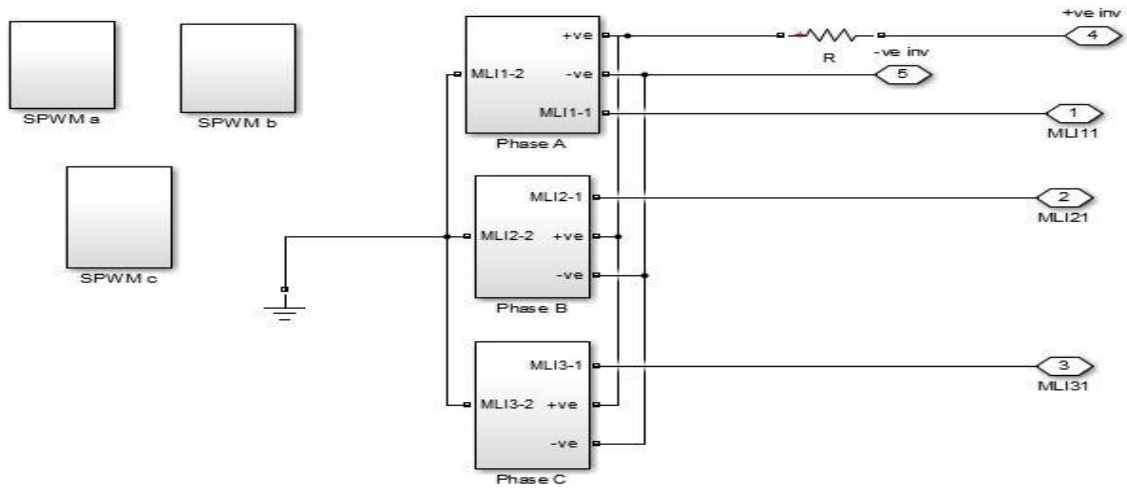 SPWM a
SPWM b
SPWM c
MLI1-2
+ve
-ve
MLI1-1
Phase A
MLI2-1
MLI2-2
+ve
-ve
Phase B
MLI3-1
MLI3-2
+ve
-ve
Phase C
R
+ve inv
4
-ve inv
5
1
MLI11
2
MLI21
3
MLI31